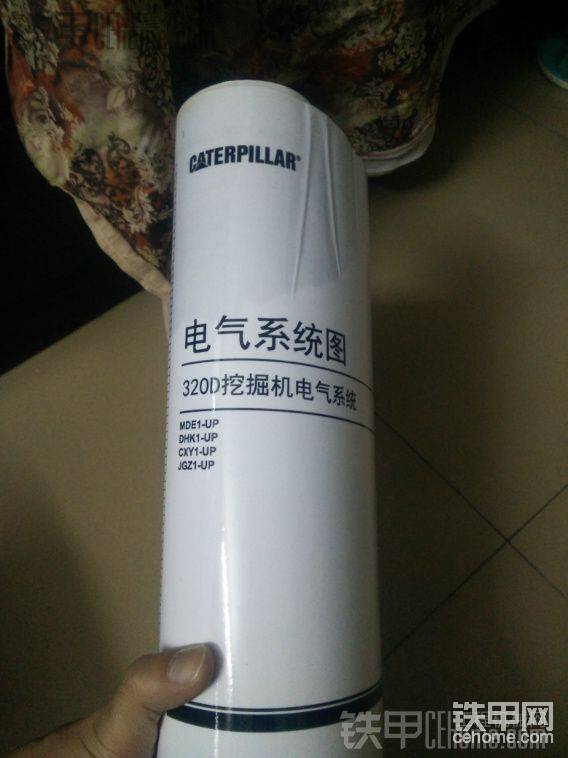 CATERPILLAR®
电气系统图
320D挖掘机电气系统
MDE1-UP
DHK1-UP
CXY1-UP
JGZ1-UP
铁甲网
cehome.com